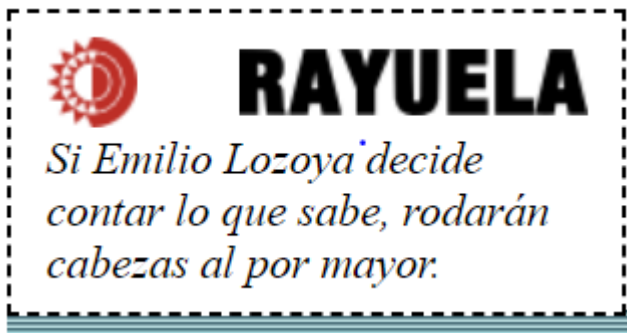 RAYUELA
Si Emilio Lozoya decide
contar lo que sabe, rodarán
cabezas al por mayor.